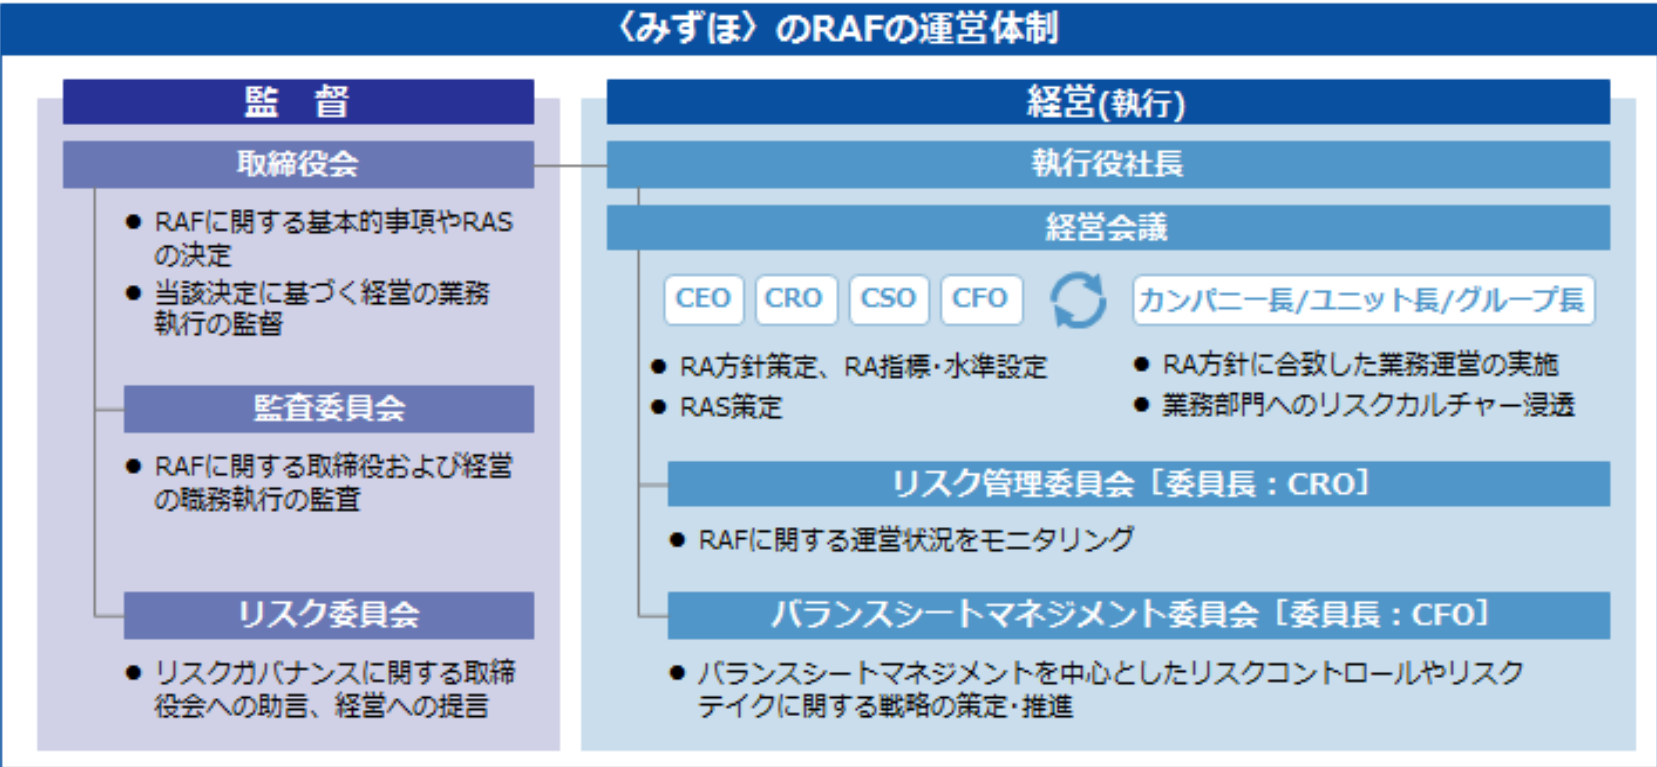 〈みずほ〉のRAFの運営体制
監 督
取締役会
● RAFに関する基本的事項やRAS
の決定
● 当該決定に基づく経営の業務
執行の監督
監査委員会
● RAFに関する取締役および経営
の職務執行の監査
リスク委員会
● リスクガバナンスに関する取締
役会への助言、経営への提言
経営(執行)
執行役社長
経営会議
CEO CRO CSO CFO カンパニー長/ユニット長/グループ長
● RA方針策定、RA指標・水準設定
● RAS策定
● RA方針に合致した業務運営の実施
● 業務部門へのリスクカルチャー浸透
リスク管理委員会［委員長：CRO］
● RAFに関する運営状況をモニタリング
バランスシートマネジメント委員会［委員長：CFO］
● バランスシートマネジメントを中心としたリスクコントロールやリスク
テイクに関する戦略の策定・推進